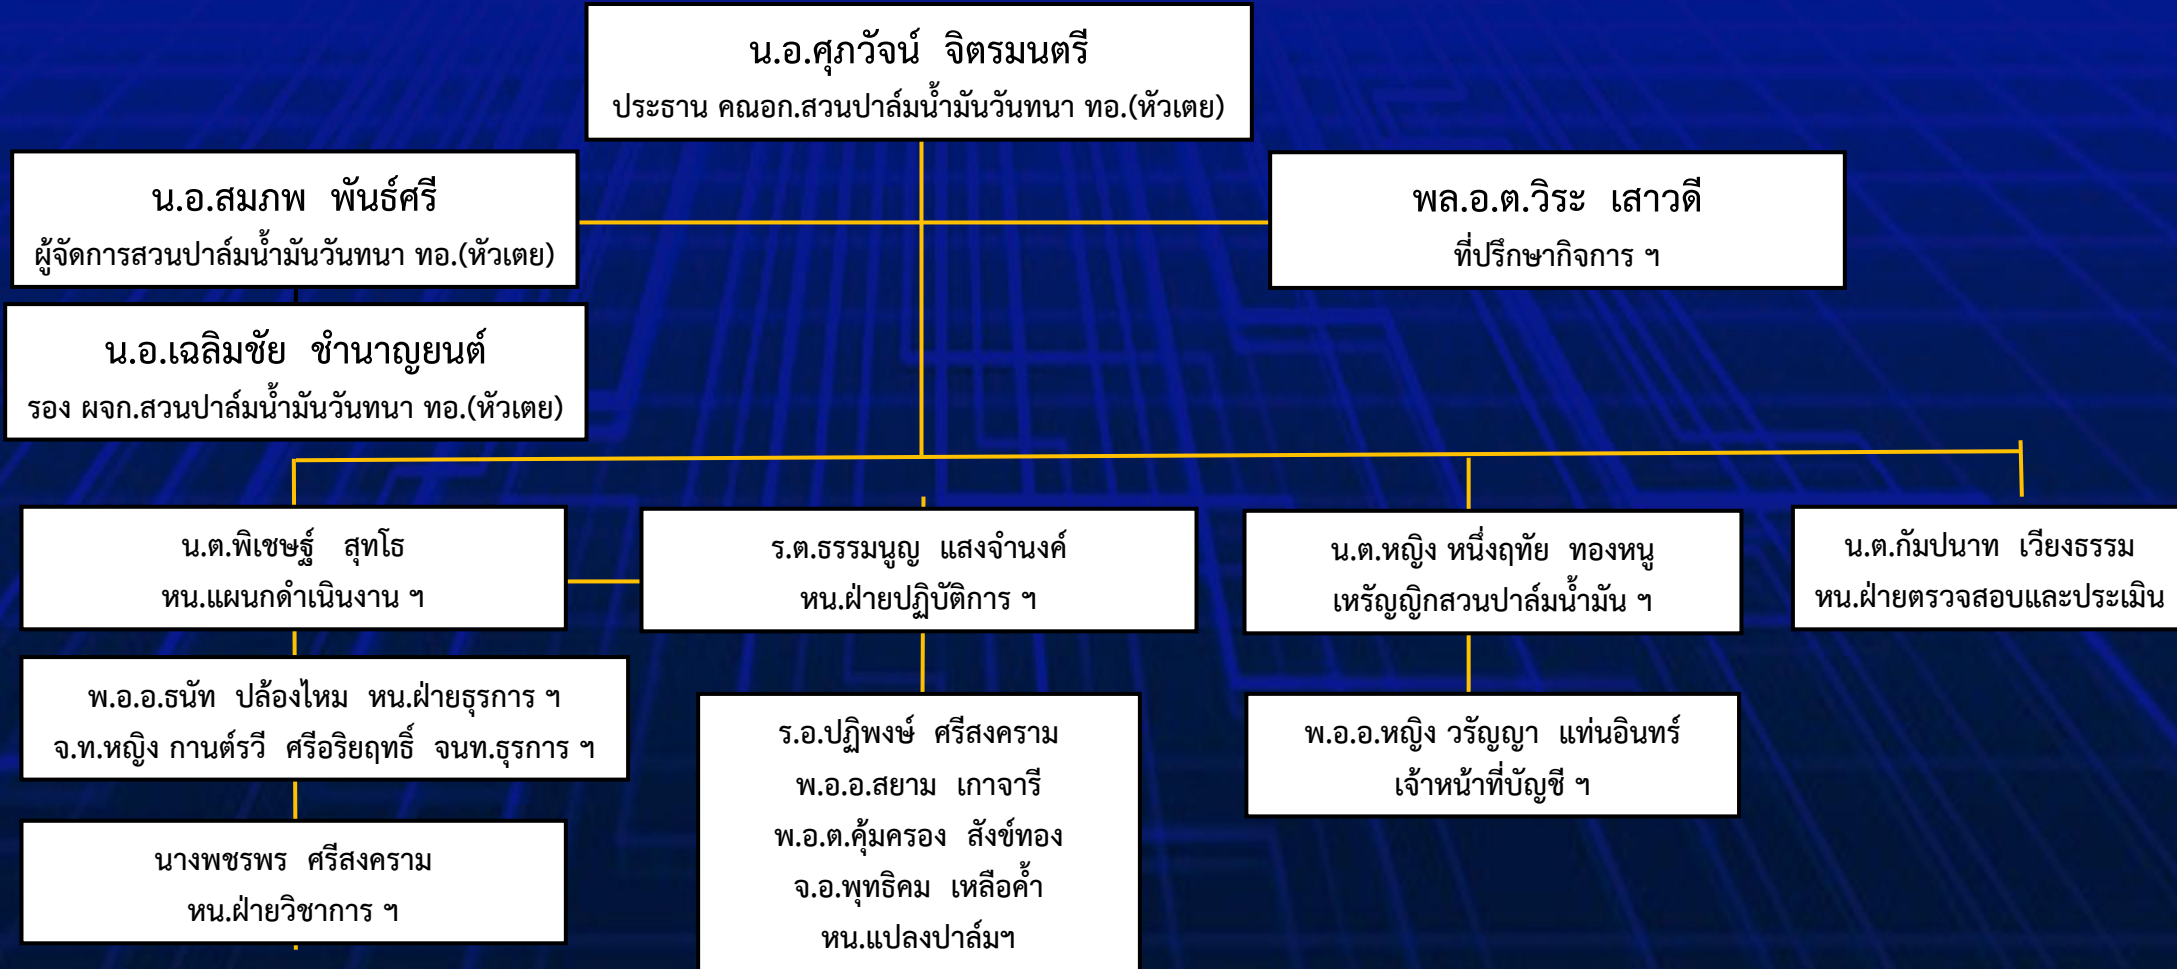 น.อ.ศุภวัจน์ จิตรมนตรี
ประธาน คณอก.สวนปาล์มน้ำมันวันทนา ทอ.(หัวเตย)
น.อ.สมภพ พันธ์ศรี
ผู้จัดการสวนปาล์มน้ำมันวันทนา ทอ.(หัวเตย)
พล.อ.ต.วิระ เสาวดี
ที่ปรึกษากิจการ ฯ
น.อ.เฉลิมชัย ชำนาญยนต์
รอง ผจก.สวนปาล์มน้ำมันวันทนา ทอ.(หัวเตย)
น.ต.พิเชษฐ์ สุทโธ
หน.แผนกดำเนินงาน ฯ
ร.ต.ธรรมนูญ แสงจำนงค์
หน.ฝ่ายปฏิบัติการ ฯ
น.ต.หญิง หนึ่งฤทัย ทองหนู
เหรัญญิกสวนปาล์มน้ำมัน ฯ
น.ต.กัมปนาท เวียงธรรม
หน.ฝ่ายตรวจสอบและประเมิน
พ.อ.อ.ธนัท ปล้องไหม หน.ฝ่ายธุรการ ฯ
จ.ท.หญิง กานต์รวี ศรีอริยฤทธิ์ จนท.ธุรการ ฯ
ร.อ.ปฏิพงษ์ ศรีสงคราม
พ.อ.อ.สยาม เกาจารี
พ.อ.ต.คุ้มครอง สังข์ทอง
จ.อ.พุทธิคม เหลือค้ำ
หน.แปลงปาล์มฯ
พ.อ.อ.หญิง วรัญญา แท่นอินทร์
เจ้าหน้าที่บัญชี ฯ
นางพชรพร ศรีสงคราม
หน.ฝ่ายวิชาการ ฯ